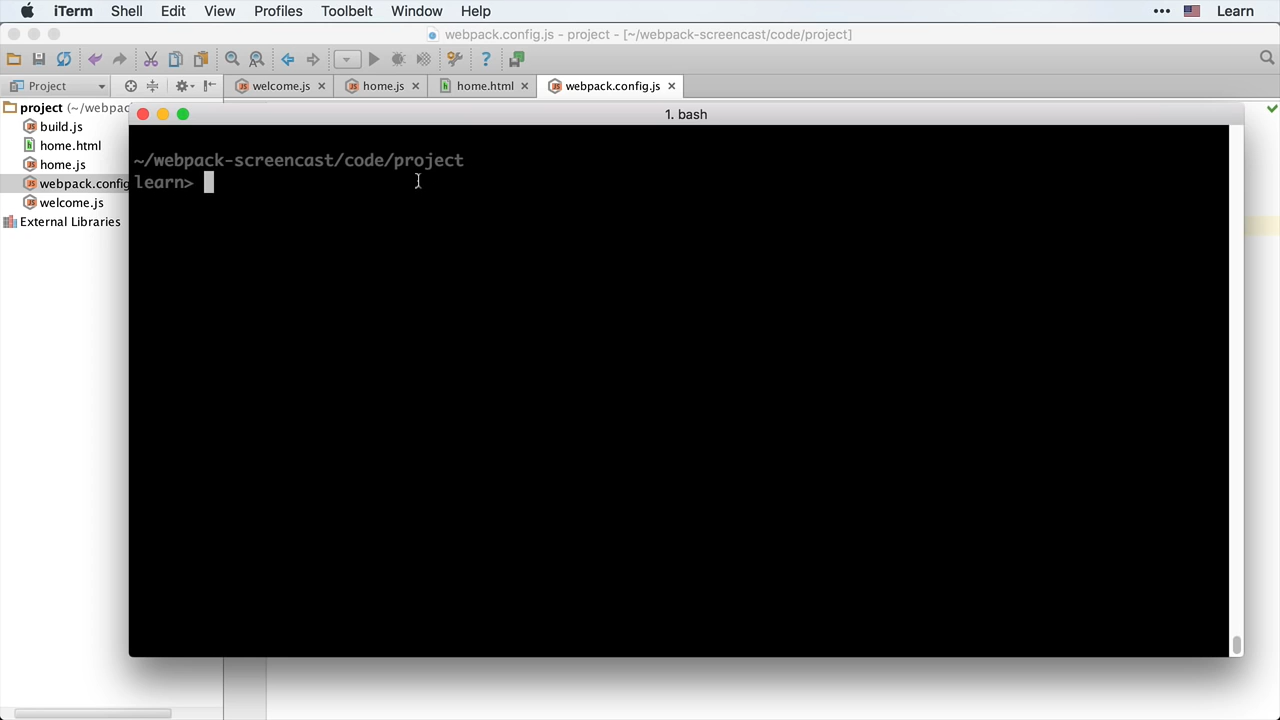 iTerm Shell Edit View Profiles Toolbelt Window Help ••• Learn
webpack.config.js - project - [~/webpack-screencast/code/project]
Project welcome.js home.js home.html webpack.config.js
project (~/webpac
build.js
home.html
home.js
webpack.config
welcome.js
External Libraries
1. bash
~/webpack-screencast/code/project
learn>